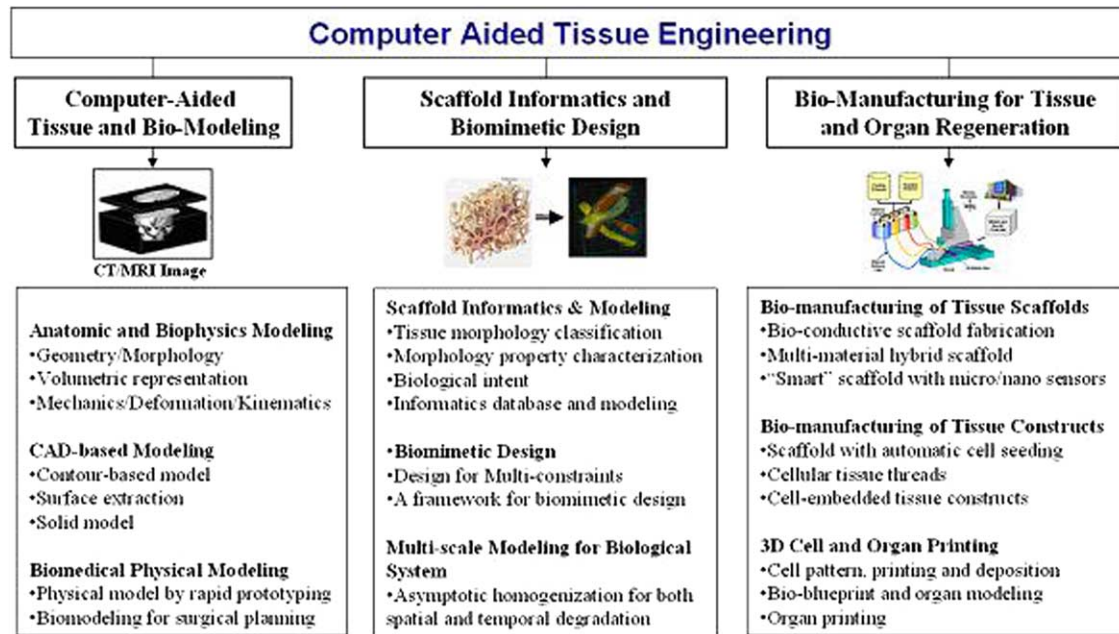 Computer Aided Tissue Engineering
Computer-Aided
Tissue and Bio-Modeling
CT/MRI Image
Anatomic and Biophysics Modeling
•Geometry/Morphology
•Volumetric representation
•Mechanics/Deformation/Kinematics
CAD-based Modeling
•Contour-based model
•Surface extraction
•Solid model
Biomedical Physical Modeling
•Physical model by rapid prototyping
•Biomodeling for surgical planning
Scaffold Informatics and
Biomimetic Design
Scaffold Informatics & Modeling
•Tissue morphology classification
•Morphology property characterization
•Biological intent
•Informatics database and modeling
•Biomimetic Design
•Design for Multi-constraints
•A framework for biomimetic design
Multi-scale Modeling for Biological
System
•Asymptotic homogenization for both
spatial and temporal degradation
Bio-Manufacturing for Tissue
and Organ Regeneration
Bio-manufacturing of Tissue Scaffolds
•Bio-conductive scaffold fabrication
•Multi-material hybrid scaffold
•“Smart” scaffold with micro/nano sensors
Bio-manufacturing of Tissue Constructs
•Scaffold with automatic cell seeding
•Cellular tissue threads
•Cell-embedded tissue constructs
3D Cell and Organ Printing
•Cell pattern, printing and deposition
•Bio-blueprint and organ modeling
•Organ printing